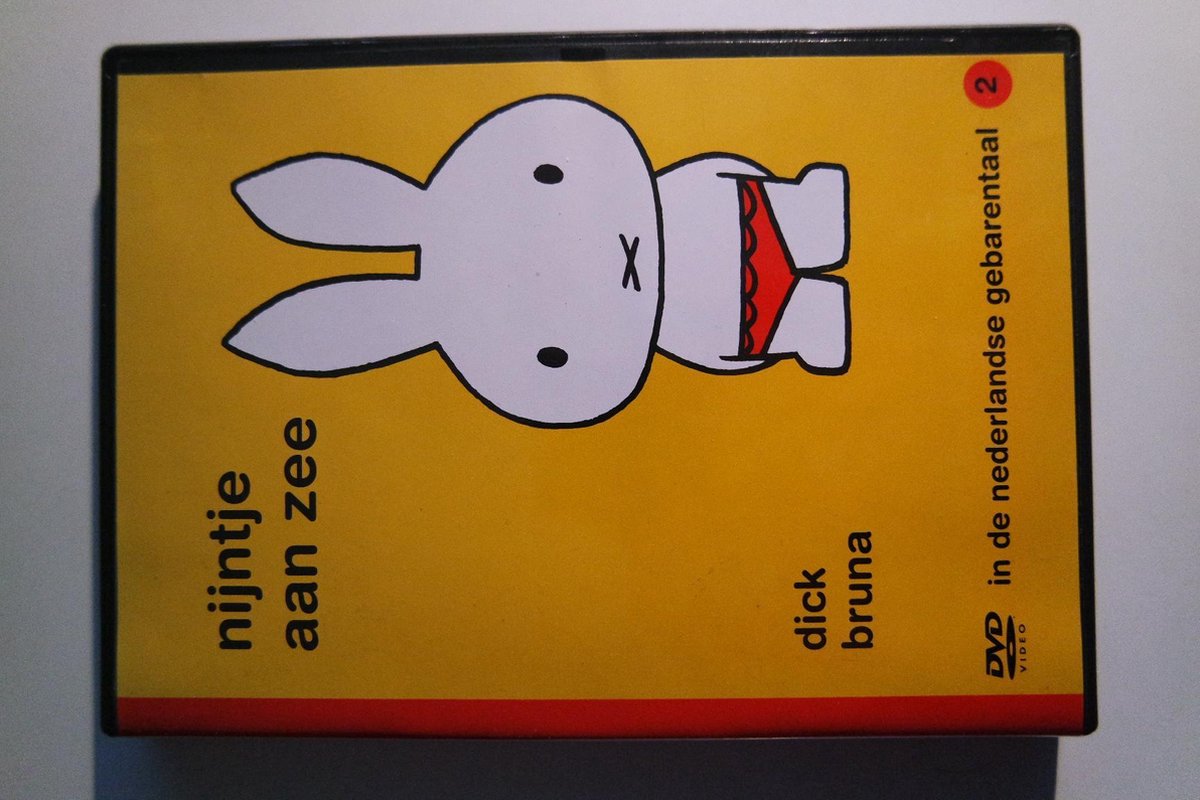 nijntje
aan zee
dick
bruna
DVD
VIDEO
in de nederlandse gebarentaal 2